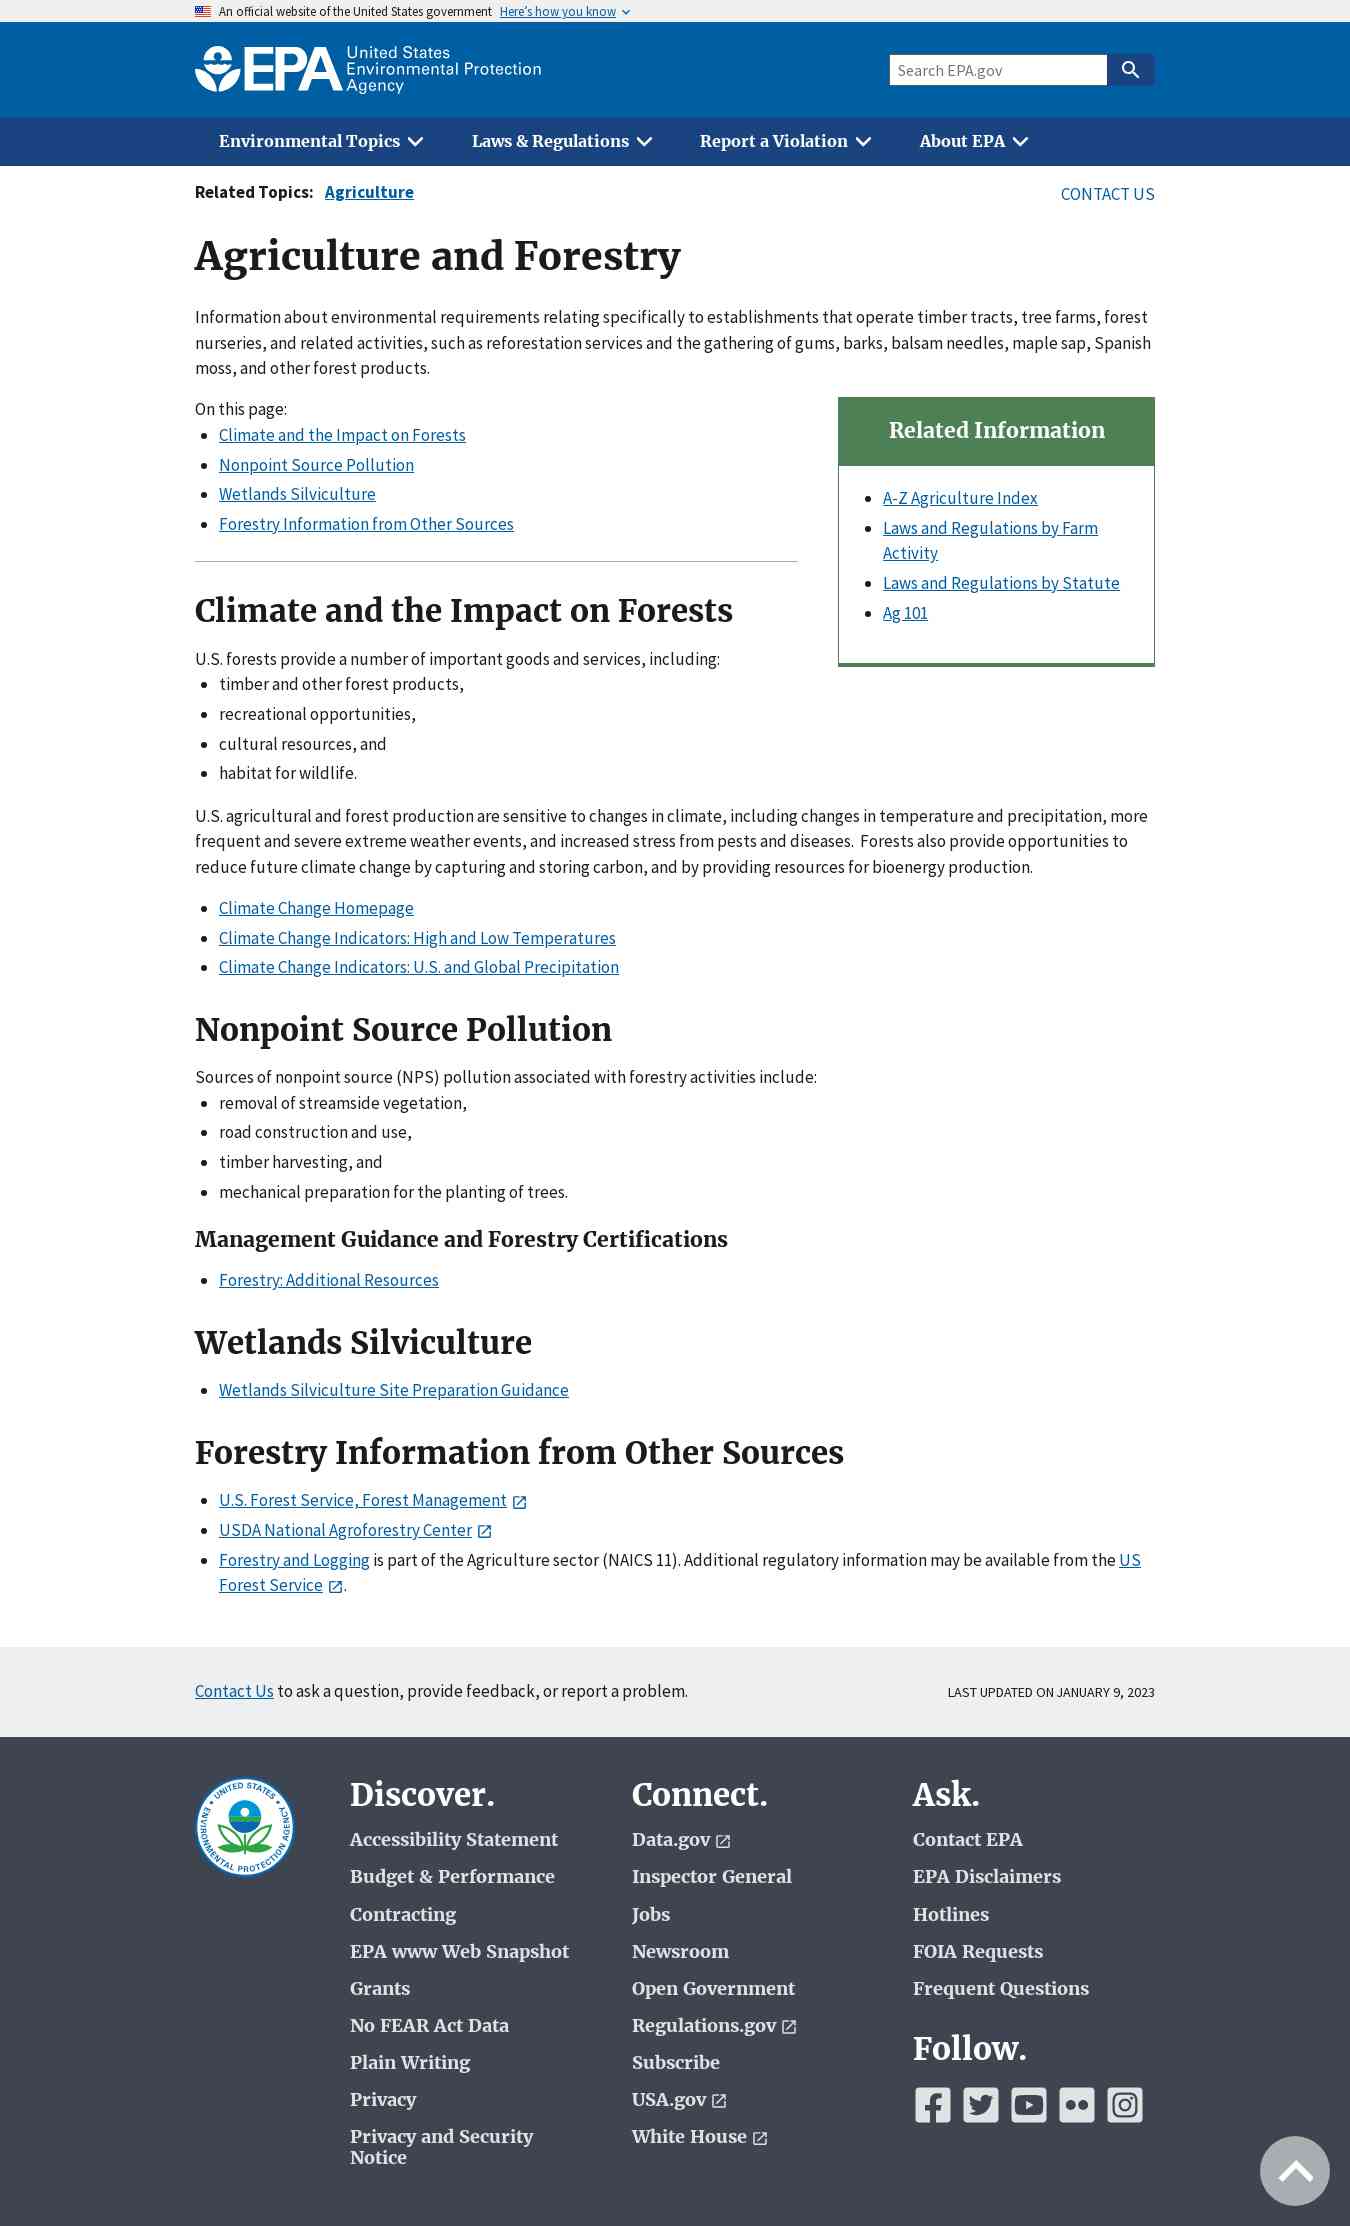 An official website of the United States government Here’s how you know
EPA United States
Environmental Protection
Agency
Search EPA.gov
Environmental Topics
Laws & Regulations
Report a Violation
About EPA
Related Topics: Agriculture
CONTACT US
Agriculture and Forestry
Information about environmental requirements relating specifically to establishments that operate timber tracts, tree farms, forest
nurseries, and related activities, such as reforestation services and the gathering of gums, barks, balsam needles, maple sap, Spanish
moss, and other forest products.
On this page:
Climate and the Impact on Forests
Nonpoint Source Pollution
Wetlands Silviculture
Forestry Information from Other Sources
Related Information
A-Z Agriculture Index
Laws and Regulations by Farm
Activity
Laws and Regulations by Statute
Ag 101
Climate and the Impact on Forests
U.S. forests provide a number of important goods and services, including:
timber and other forest products,
recreational opportunities,
cultural resources, and
habitat for wildlife.
U.S. agricultural and forest production are sensitive to changes in climate, including changes in temperature and precipitation, more
frequent and severe extreme weather events, and increased stress from pests and diseases.  Forests also provide opportunities to
reduce future climate change by capturing and storing carbon, and by providing resources for bioenergy production.
Climate Change Homepage
Climate Change Indicators: High and Low Temperatures
Climate Change Indicators: U.S. and Global Precipitation
Nonpoint Source Pollution
Sources of nonpoint source (NPS) pollution associated with forestry activities include:
removal of streamside vegetation,
road construction and use,
timber harvesting, and
mechanical preparation for the planting of trees.
Management Guidance and Forestry Certifications
Forestry: Additional Resources
Wetlands Silviculture
Wetlands Silviculture Site Preparation Guidance
Forestry Information from Other Sources
U.S. Forest Service, Forest Management
USDA National Agroforestry Center
Forestry and Logging is part of the Agriculture sector (NAICS 11). Additional regulatory information may be available from the US
Forest Service.
Contact Us to ask a question, provide feedback, or report a problem.
LAST UPDATED ON JANUARY 9, 2023
UNITED STATES
ENVIRONMENTAL PROTECTION AGENCY
Discover.
Accessibility Statement
Budget & Performance
Contracting
EPA www Web Snapshot
Grants
No FEAR Act Data
Plain Writing
Privacy
Privacy and Security
Notice
Connect.
Data.gov
Inspector General
Jobs
Newsroom
Open Government
Regulations.gov
Subscribe
USA.gov
White House
Ask.
Contact EPA
EPA Disclaimers
Hotlines
FOIA Requests
Frequent Questions
Follow.